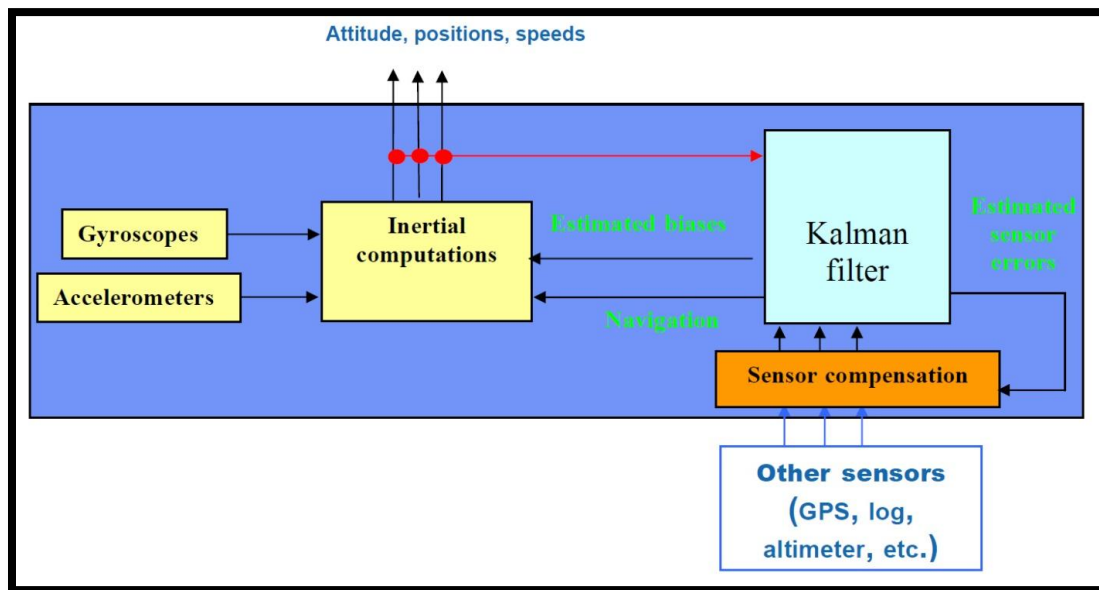 Attitude, positions, speeds
Gyroscopes
Accelerometers
Inertial
computations
Estimated biases
Navigation
Kalman
filter
Estimated
sensor
errors
Sensor compensation
Other sensors
(GPS, log,
altimeter, etc.)